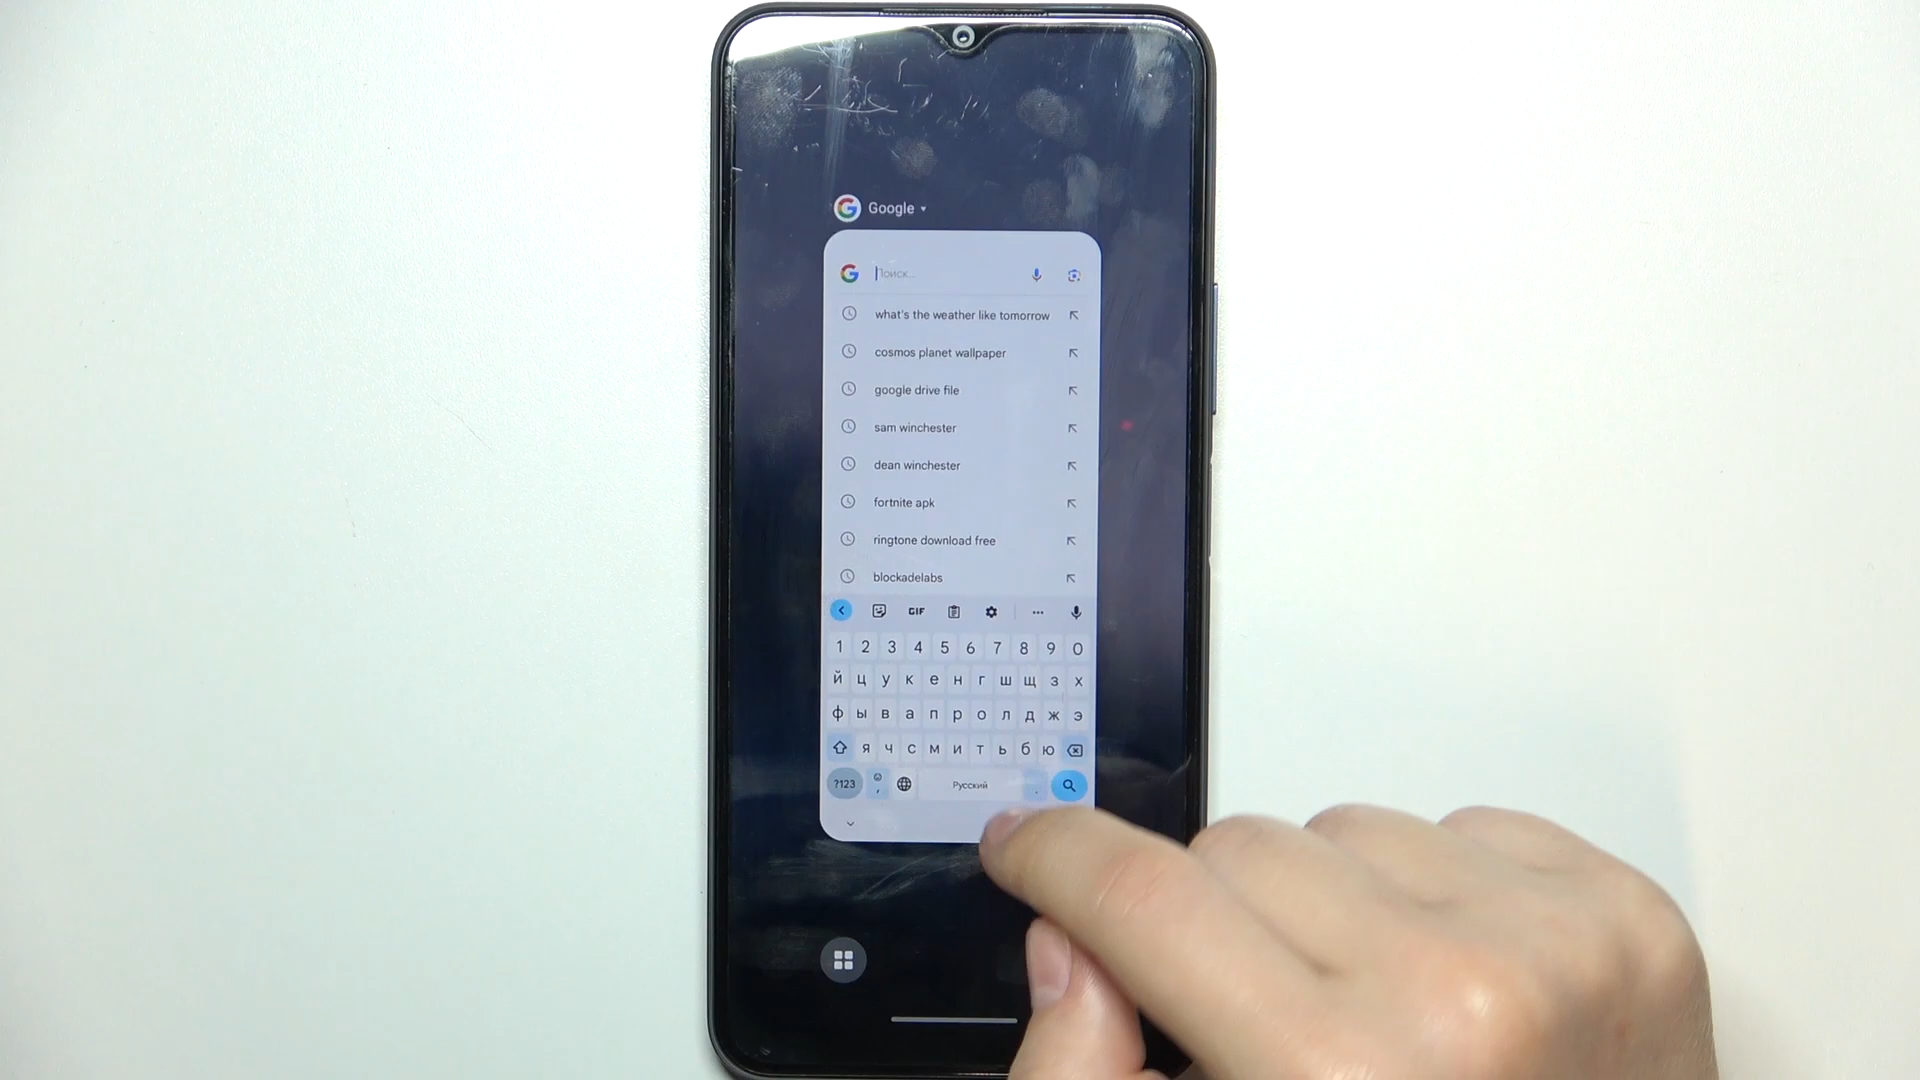 Google
Поиск...
what's the weather like tomorrow
cosmos planet wallpaper
google drive file
sam winchester
dean winchester
fortnite apk
ringtone download free
blockadelabs
GIF
1 2 3 4 5 6 7 8 9 0
й ц у к е н г ш щ з х
ф ы в а п р о л д ж э
я ч с м и т ь б ю
?123 , Русский .